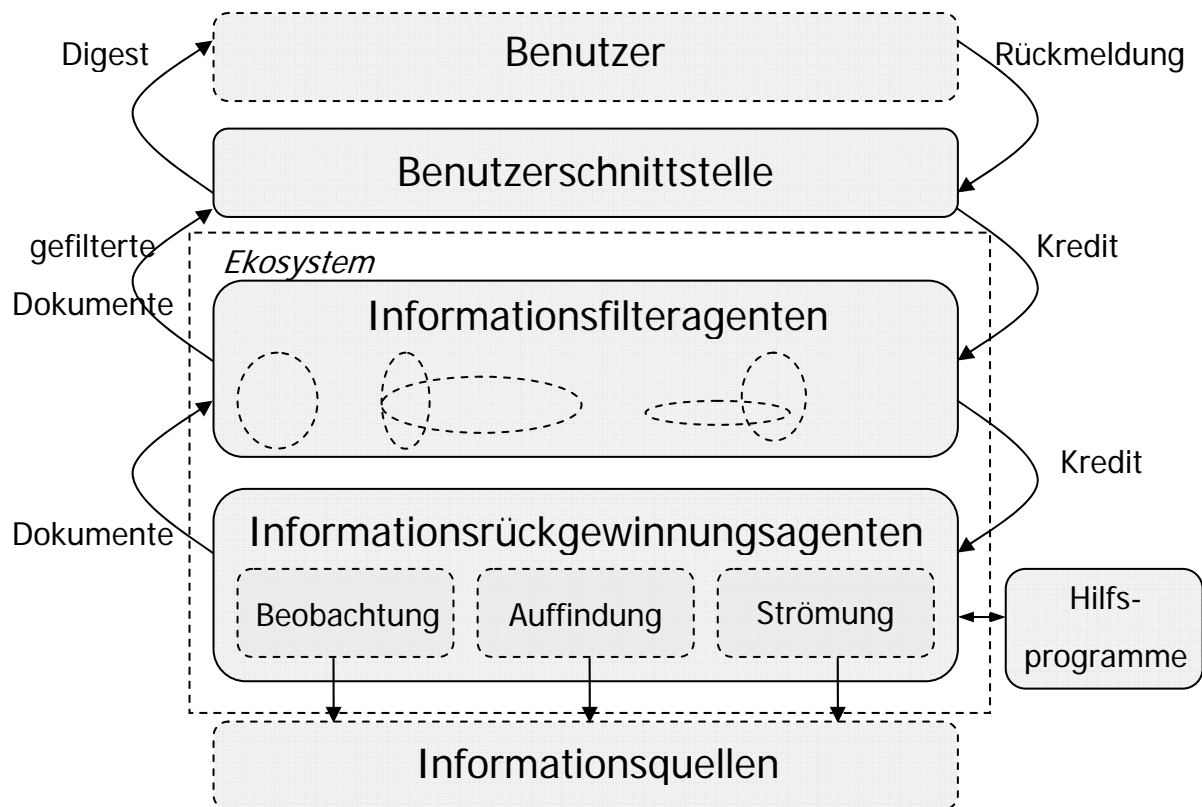 Digest
Benutzer
Rückmeldung
Benutzerschnittstelle
gefilterte
Dokumente
Kredit
Ekosystem
Informationsfilteragenten
Kredit
Dokumente
Informationsrückgewinnungsagenten
Beobachtung
Auffindung
Strömung
Hilfs-
programme
Informationsquellen